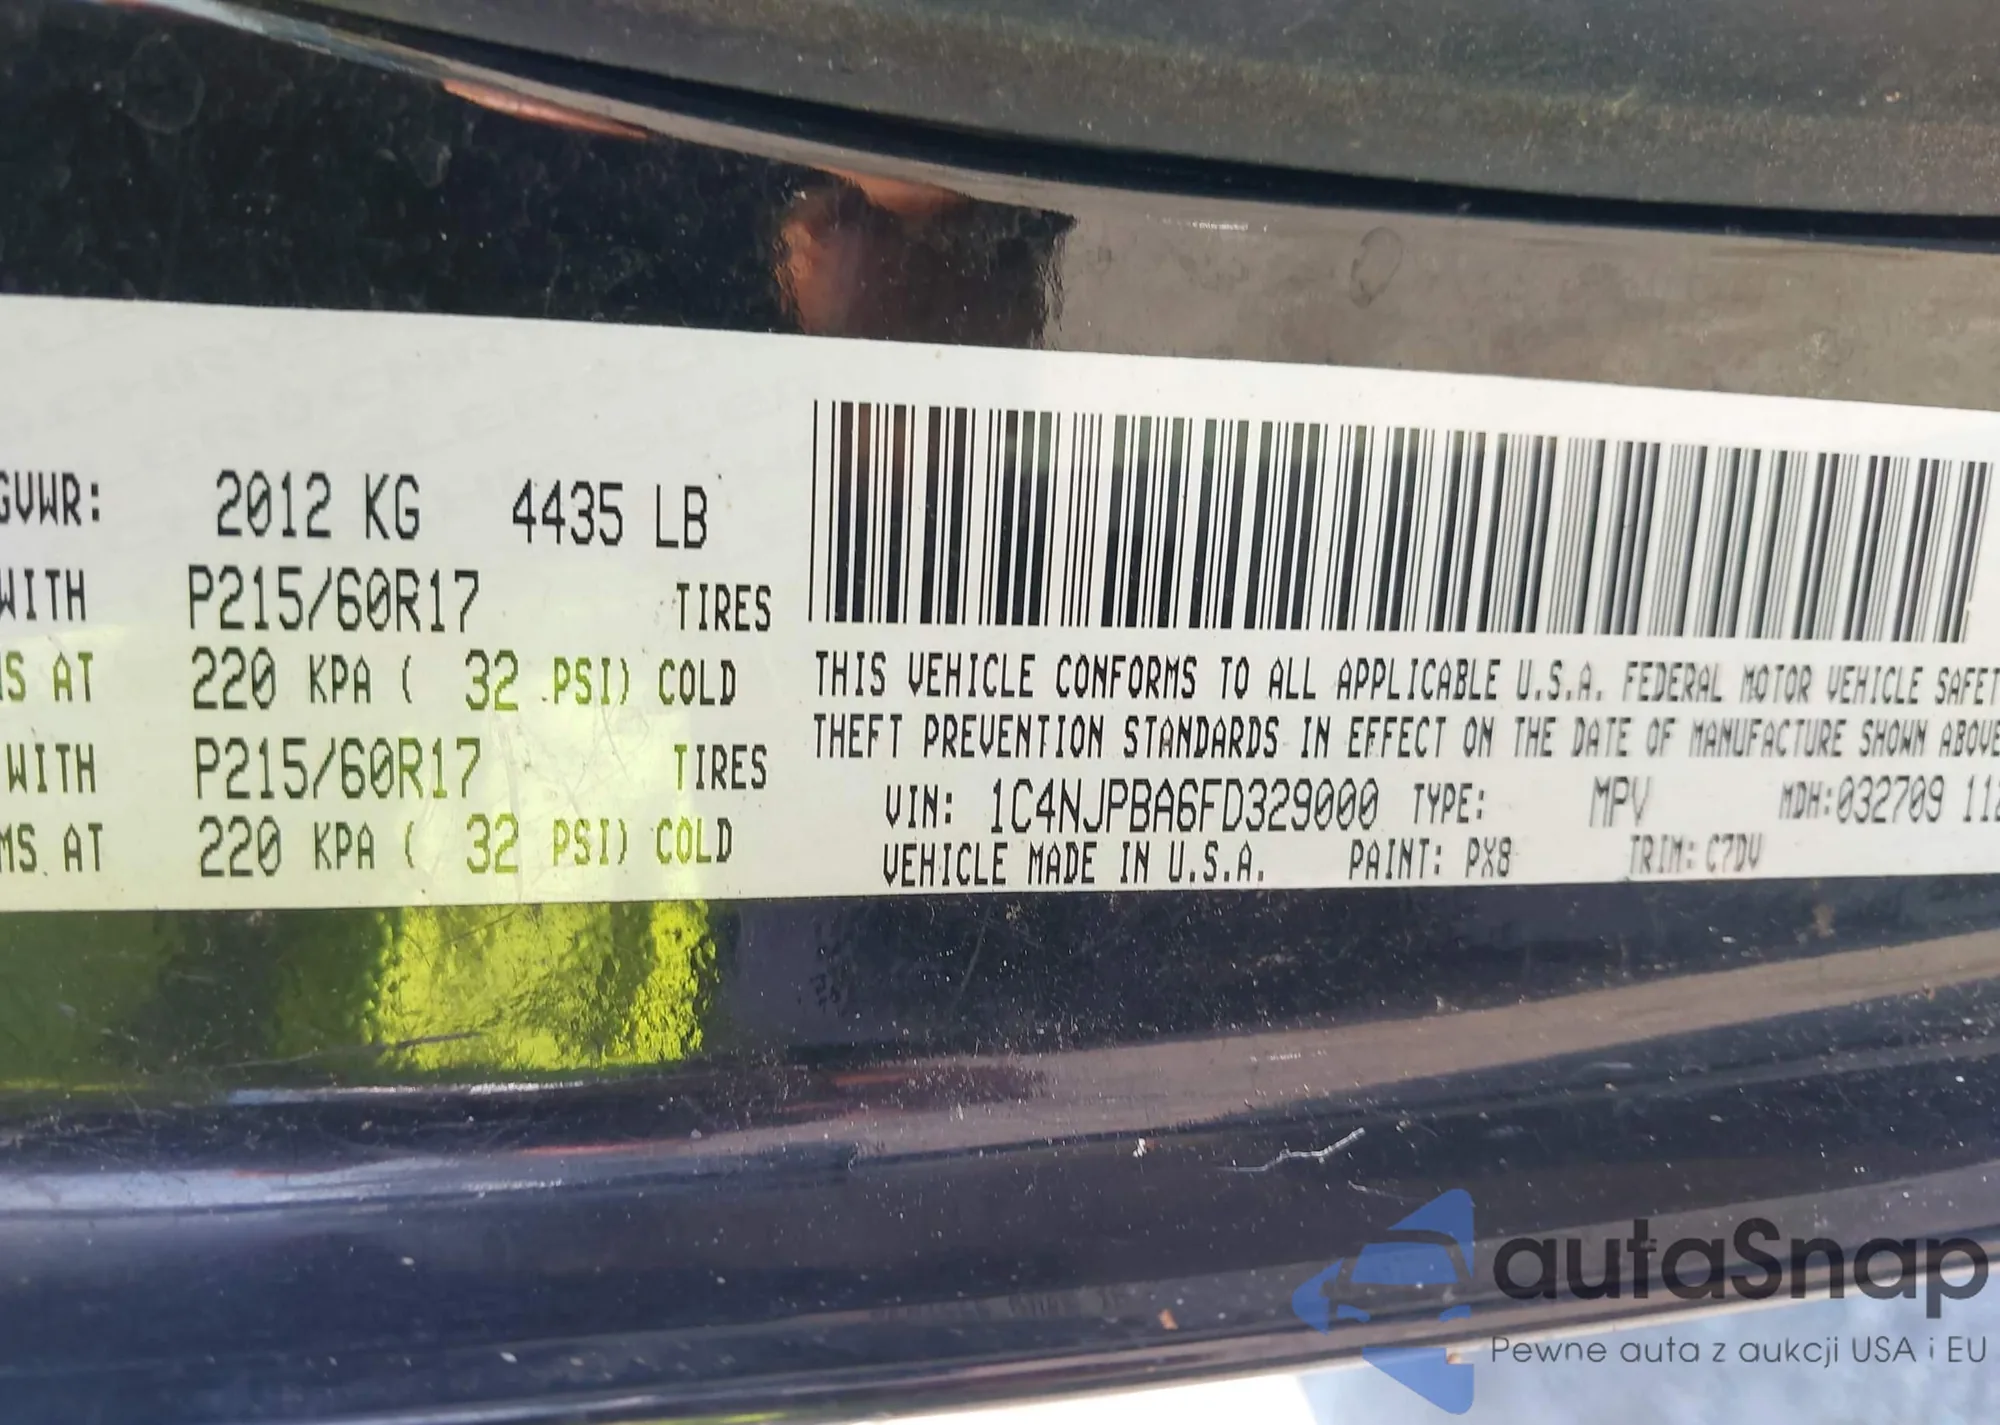 GVWR: 2012 KG 4435 LB
WITH P215/60R17 TIRES
MS AT 220 KPA ( 32 PSI) COLD
WITH P215/60R17 TIRES
MS AT 220 KPA ( 32 PSI) COLD
THIS VEHICLE CONFORMS TO ALL APPLICABLE U.S.A. FEDERAL MOTOR VEHICLE SAFET
THEFT PREVENTION STANDARDS IN EFFECT ON THE DATE OF MANUFACTURE SHOWN ABOVE
VIN: 1C4NJPBA6FD329000 TYPE: MPV MDH:032709 11
VEHICLE MADE IN U.S.A. PAINT: PX8 TRIM: C7DV
autaSnap
Pewne auta z aukcji USA i EU